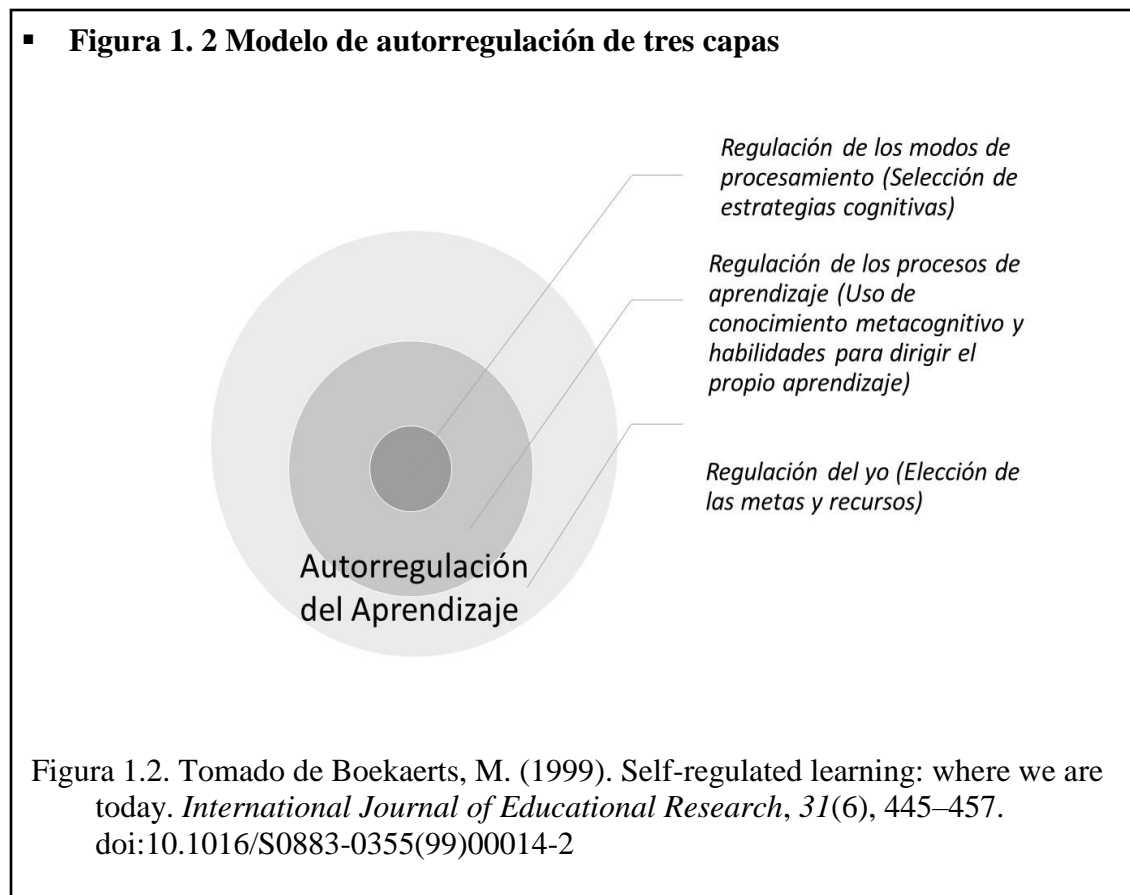 ▪ Figura 1. 2 Modelo de autorregulación de tres capas
Regulación de los modos de
procesamiento (Selección de
estrategias cognitivas)
Regulación de los procesos de
aprendizaje (Uso de
conocimiento metacognitivo y
habilidades para dirigir el
propio aprendizaje)
Regulación del yo (Elección de
las metas y recursos)
Autorregulación
del Aprendizaje
Figura 1.2. Tomado de Boekaerts, M. (1999). Self-regulated learning: where we are
today. International Journal of Educational Research, 31(6), 445–457.
doi:10.1016/S0883-0355(99)00014-2